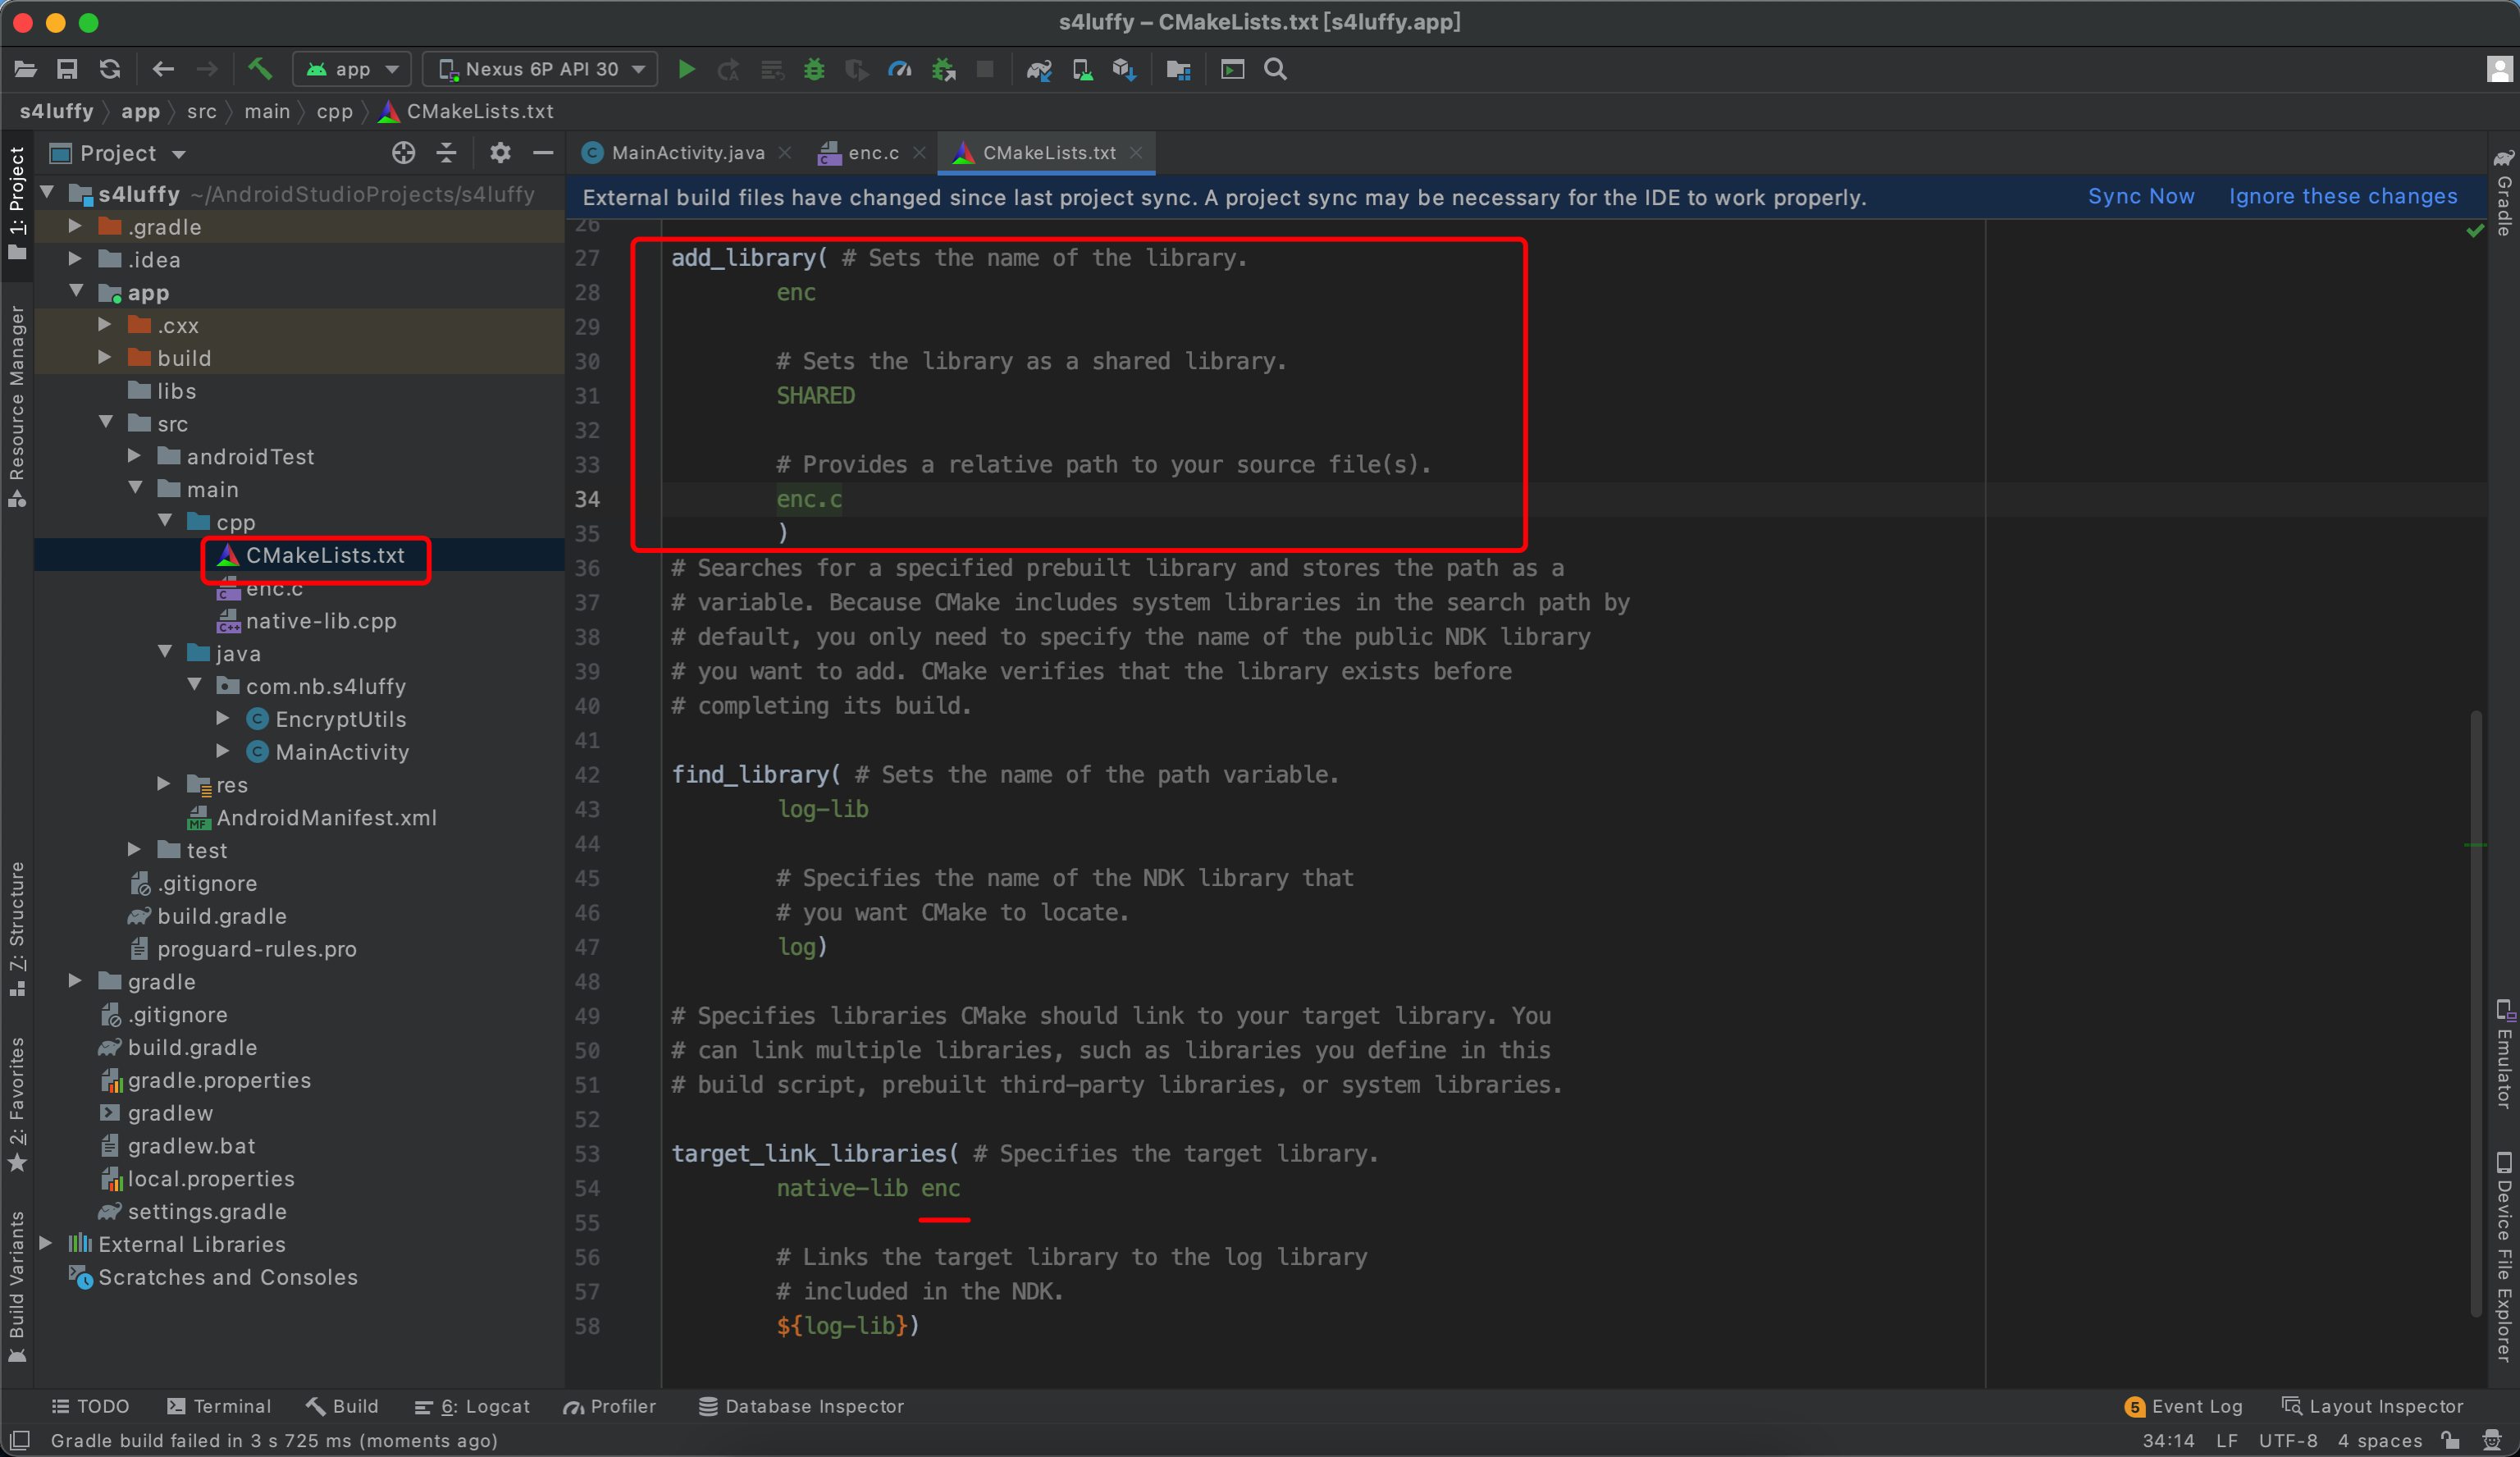 s4luffy – CMakeLists.txt [s4luffy.app]
app
Nexus 6P API 30
s4luffy
app
src
main
cpp
CMakeLists.txt
1: Project
Resource Manager
7: Structure
2: Favorites
Build Variants
Project
s4luffy ~/AndroidStudioProjects/s4luffy
.gradle
.idea
app
.cxx
build
libs
src
androidTest
main
cpp
CMakeLists.txt
enc.c
native-lib.cpp
java
com.nb.s4luffy
EncryptUtils
MainActivity
res
AndroidManifest.xml
test
.gitignore
build.gradle
proguard-rules.pro
gradle
.gitignore
build.gradle
gradle.properties
gradlew
gradlew.bat
local.properties
settings.gradle
External Libraries
Scratches and Consoles
MainActivity.java
enc.c
CMakeLists.txt
External build files have changed since last project sync. A project sync may be necessary for the IDE to work properly.
Sync Now
Ignore these changes
26
27 add_library( # Sets the name of the library.
28 enc
29
30 # Sets the library as a shared library.
31 SHARED
32
33 # Provides a relative path to your source file(s).
34 enc.c
35 )
36 # Searches for a specified prebuilt library and stores the path as a
37 # variable. Because CMake includes system libraries in the search path by
38 # default, you only need to specify the name of the public NDK library
39 # you want to add. CMake verifies that the library exists before
40 # completing its build.
41
42 find_library( # Sets the name of the path variable.
43 log-lib
44
45 # Specifies the name of the NDK library that
46 # you want CMake to locate.
47 log)
48
49 # Specifies libraries CMake should link to your target library. You
50 # can link multiple libraries, such as libraries you define in this
51 # build script, prebuilt third-party libraries, or system libraries.
52
53 target_link_libraries( # Specifies the target library.
54 native-lib enc
55
56 # Links the target library to the log library
57 # included in the NDK.
58 ${log-lib})
Gradle
Emulator
Device File Explorer
TODO
Terminal
Build
6: Logcat
Profiler
Database Inspector
5 Event Log
Layout Inspector
Gradle build failed in 3 s 725 ms (moments ago)
34:14
LF
UTF-8
4 spaces